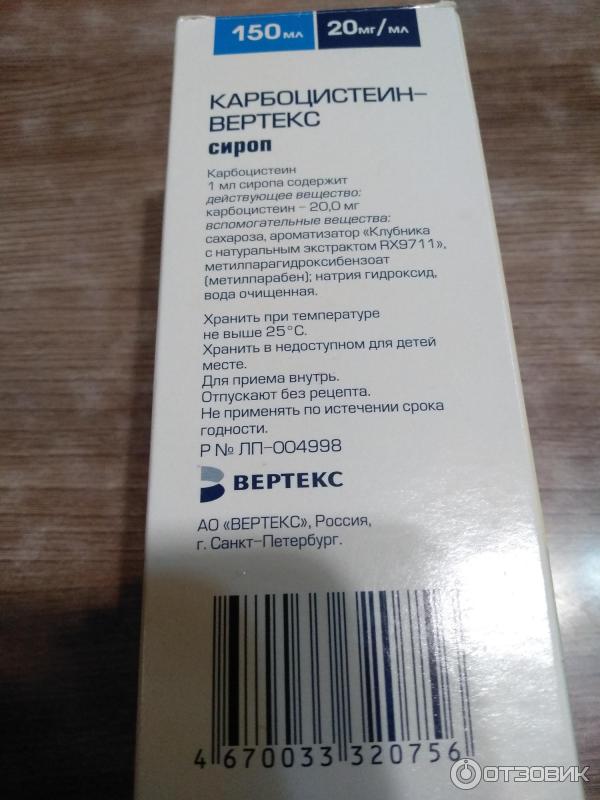 150 мл 20 мг/мл
КАРБОЦИСТЕИН-
ВЕРТЕКС
сироп
Карбоцистеин
1 мл сиропа содержит
действующее вещество:
карбоцистеин – 20,0 мг
вспомогательные вещества:
сахароза, ароматизатор «Клубника
с натуральным экстрактом RX9711»,
метилпарагидроксибензоат
(метилпарабен); натрия гидроксид,
вода очищенная.
Хранить при температуре
не выше 25°С.
Хранить в недоступном для детей
месте.
Для приема внутрь.
Отпускают без рецепта.
Не применять по истечении срока
годности.
Р № ЛП-004998
ВЕРТЕКС
АО «ВЕРТЕКС», Россия,
г. Санкт-Петербург.
4 670033 320756
ОТЗОВИК